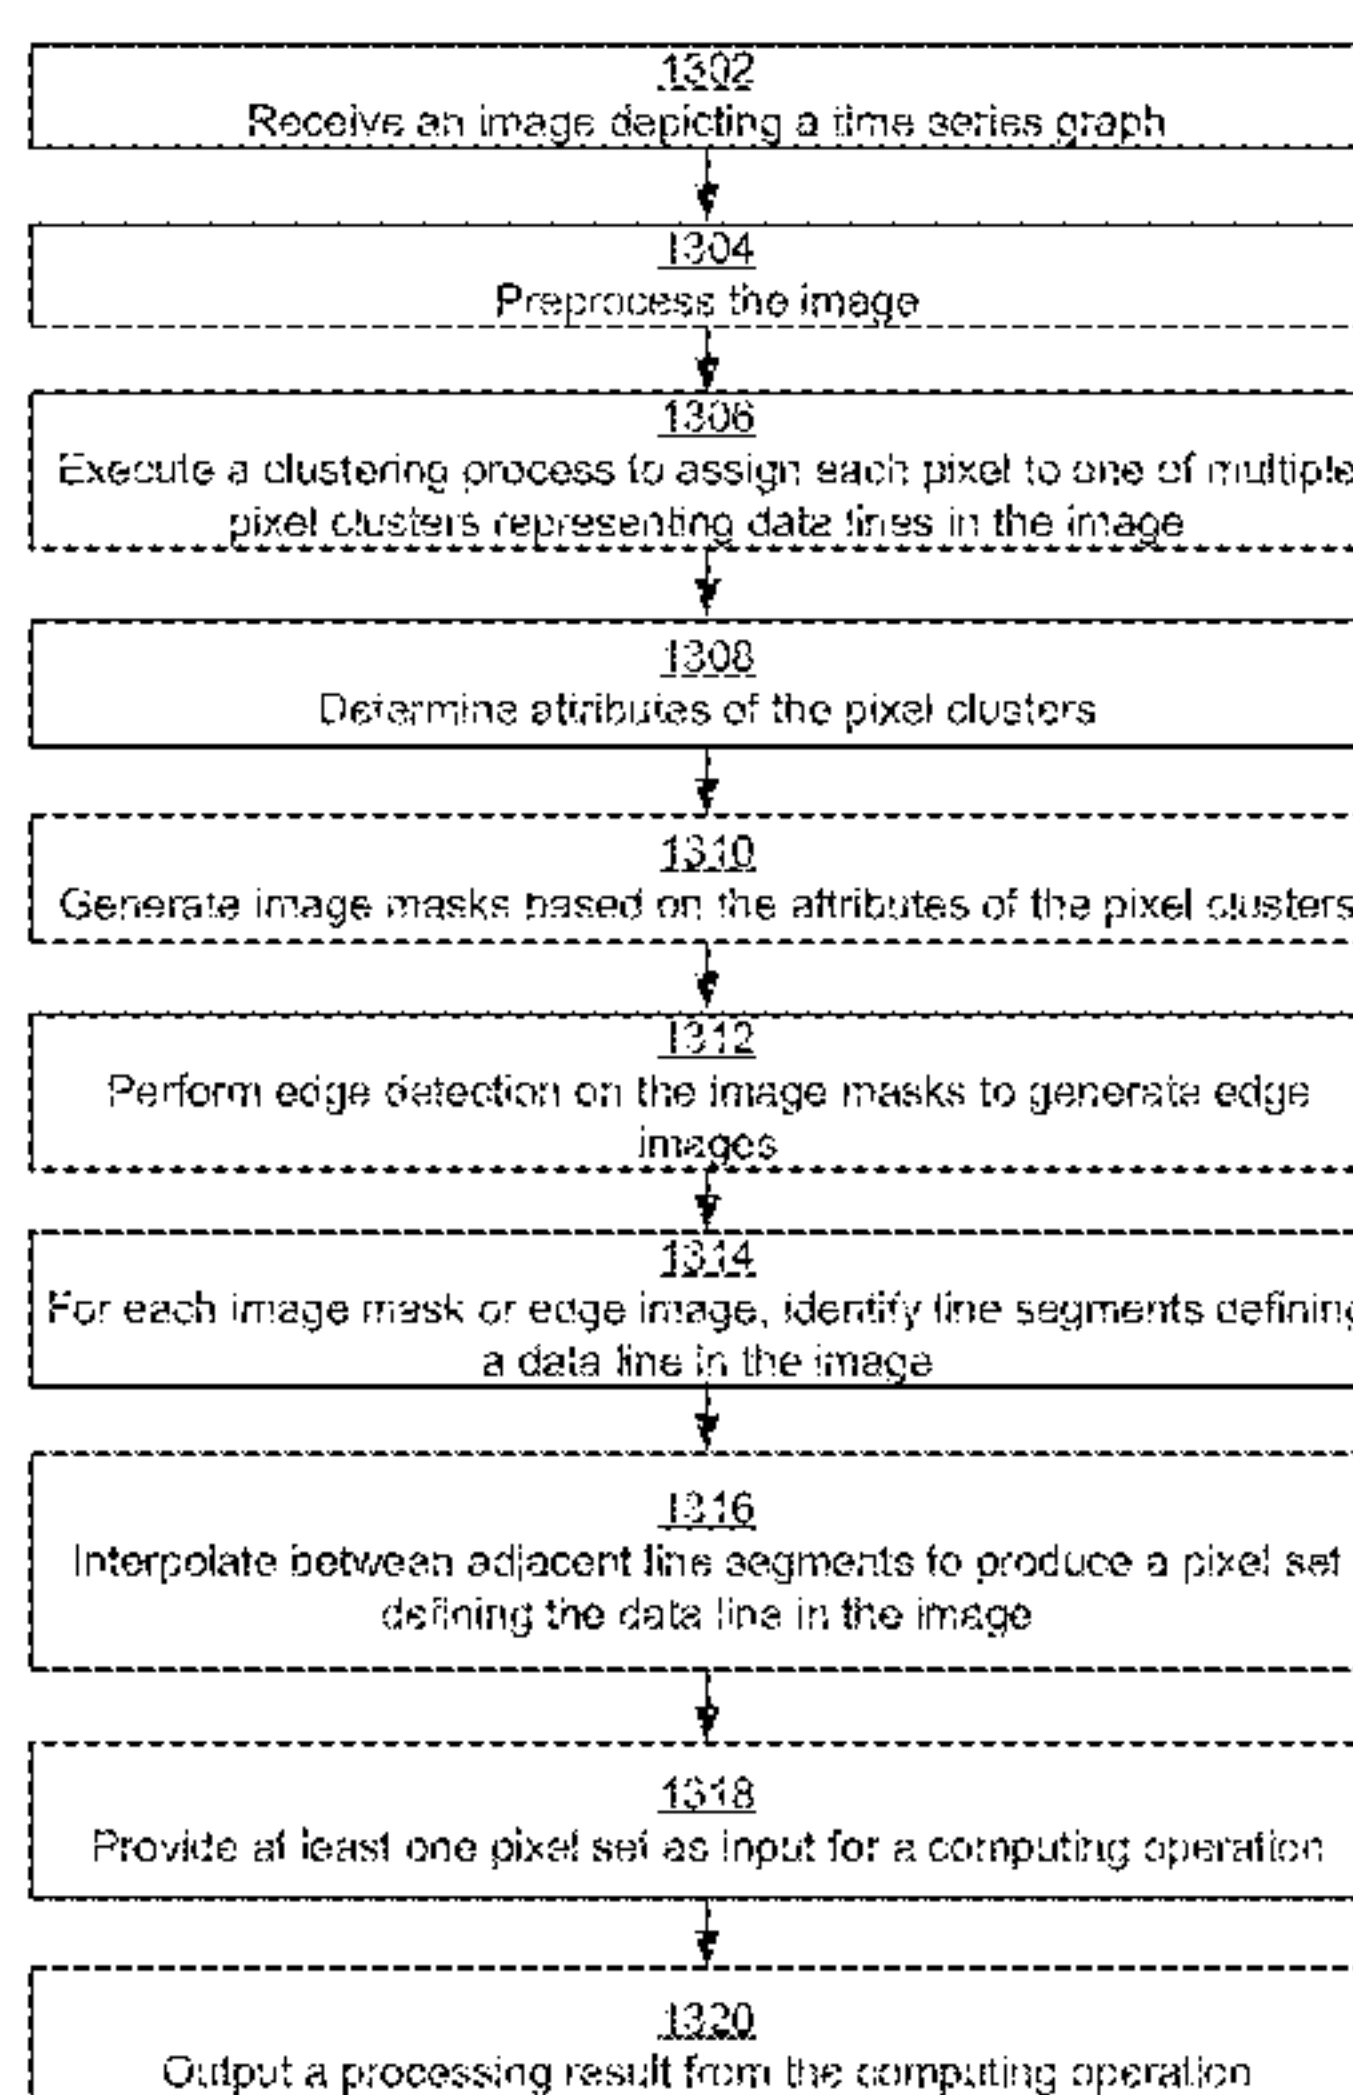 1302
Receive an image depicting a time series graph
1304
Preprocess the image
1306
Execute a clustering process to assign each pixel to one of multiple
pixel clusters representing data lines in the image
1308
Determine attributes of the pixel clusters
1310
Generate image masks based on the attributes of the pixel clusters
1312
Perform edge detection on the image masks to generate edge
images
1314
For each image mask or edge image, identify line segments defining
a data line in the image
1316
Interpolate between adjacent line segments to produce a pixel set
defining the data line in the image
1318
Provide at least one pixel set as input for a computing operation
1320
Output a processing result from the computing operation